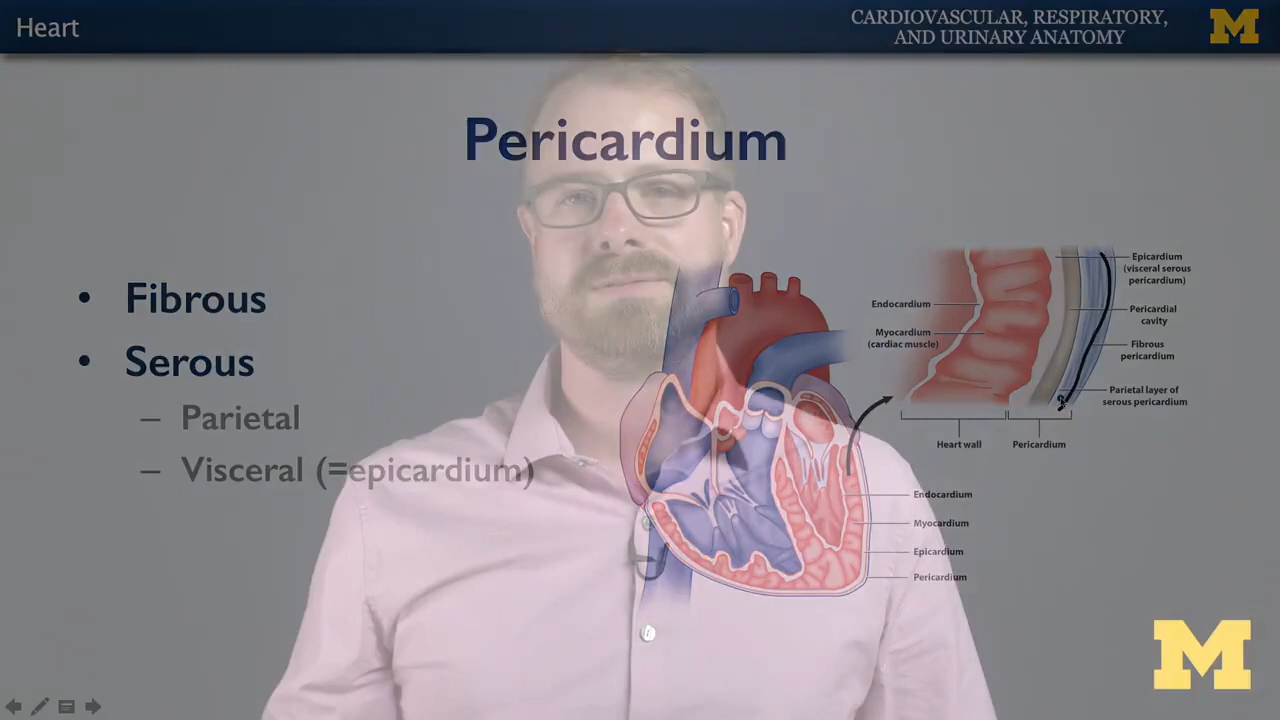 Heart
CARDIOVASCULAR, RESPIRATORY,
AND URINARY ANATOMY
M
Pericardium
• Fibrous
• Serous
– Parietal
– Visceral (=epicardium)
Endocardium
Myocardium
(cardiac muscle)
Epicardium
(visceral serous
pericardium)
Pericardial
cavity
Fibrous
pericardium
Parietal layer of
serous pericardium
Heart wall
Pericardium
Endocardium
Myocardium
Epicardium
Pericardium
M